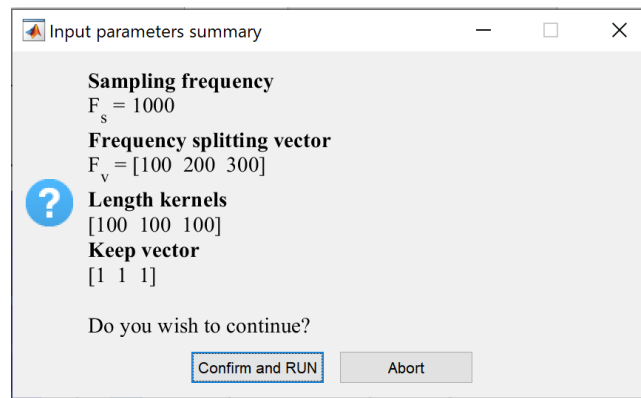 Input parameters summary
Sampling frequency
Fs = 1000
Frequency splitting vector
Fv = [100 200 300]
Length kernels
[100 100 100]
Keep vector
[1 1 1]
Do you wish to continue?
Confirm and RUN Abort